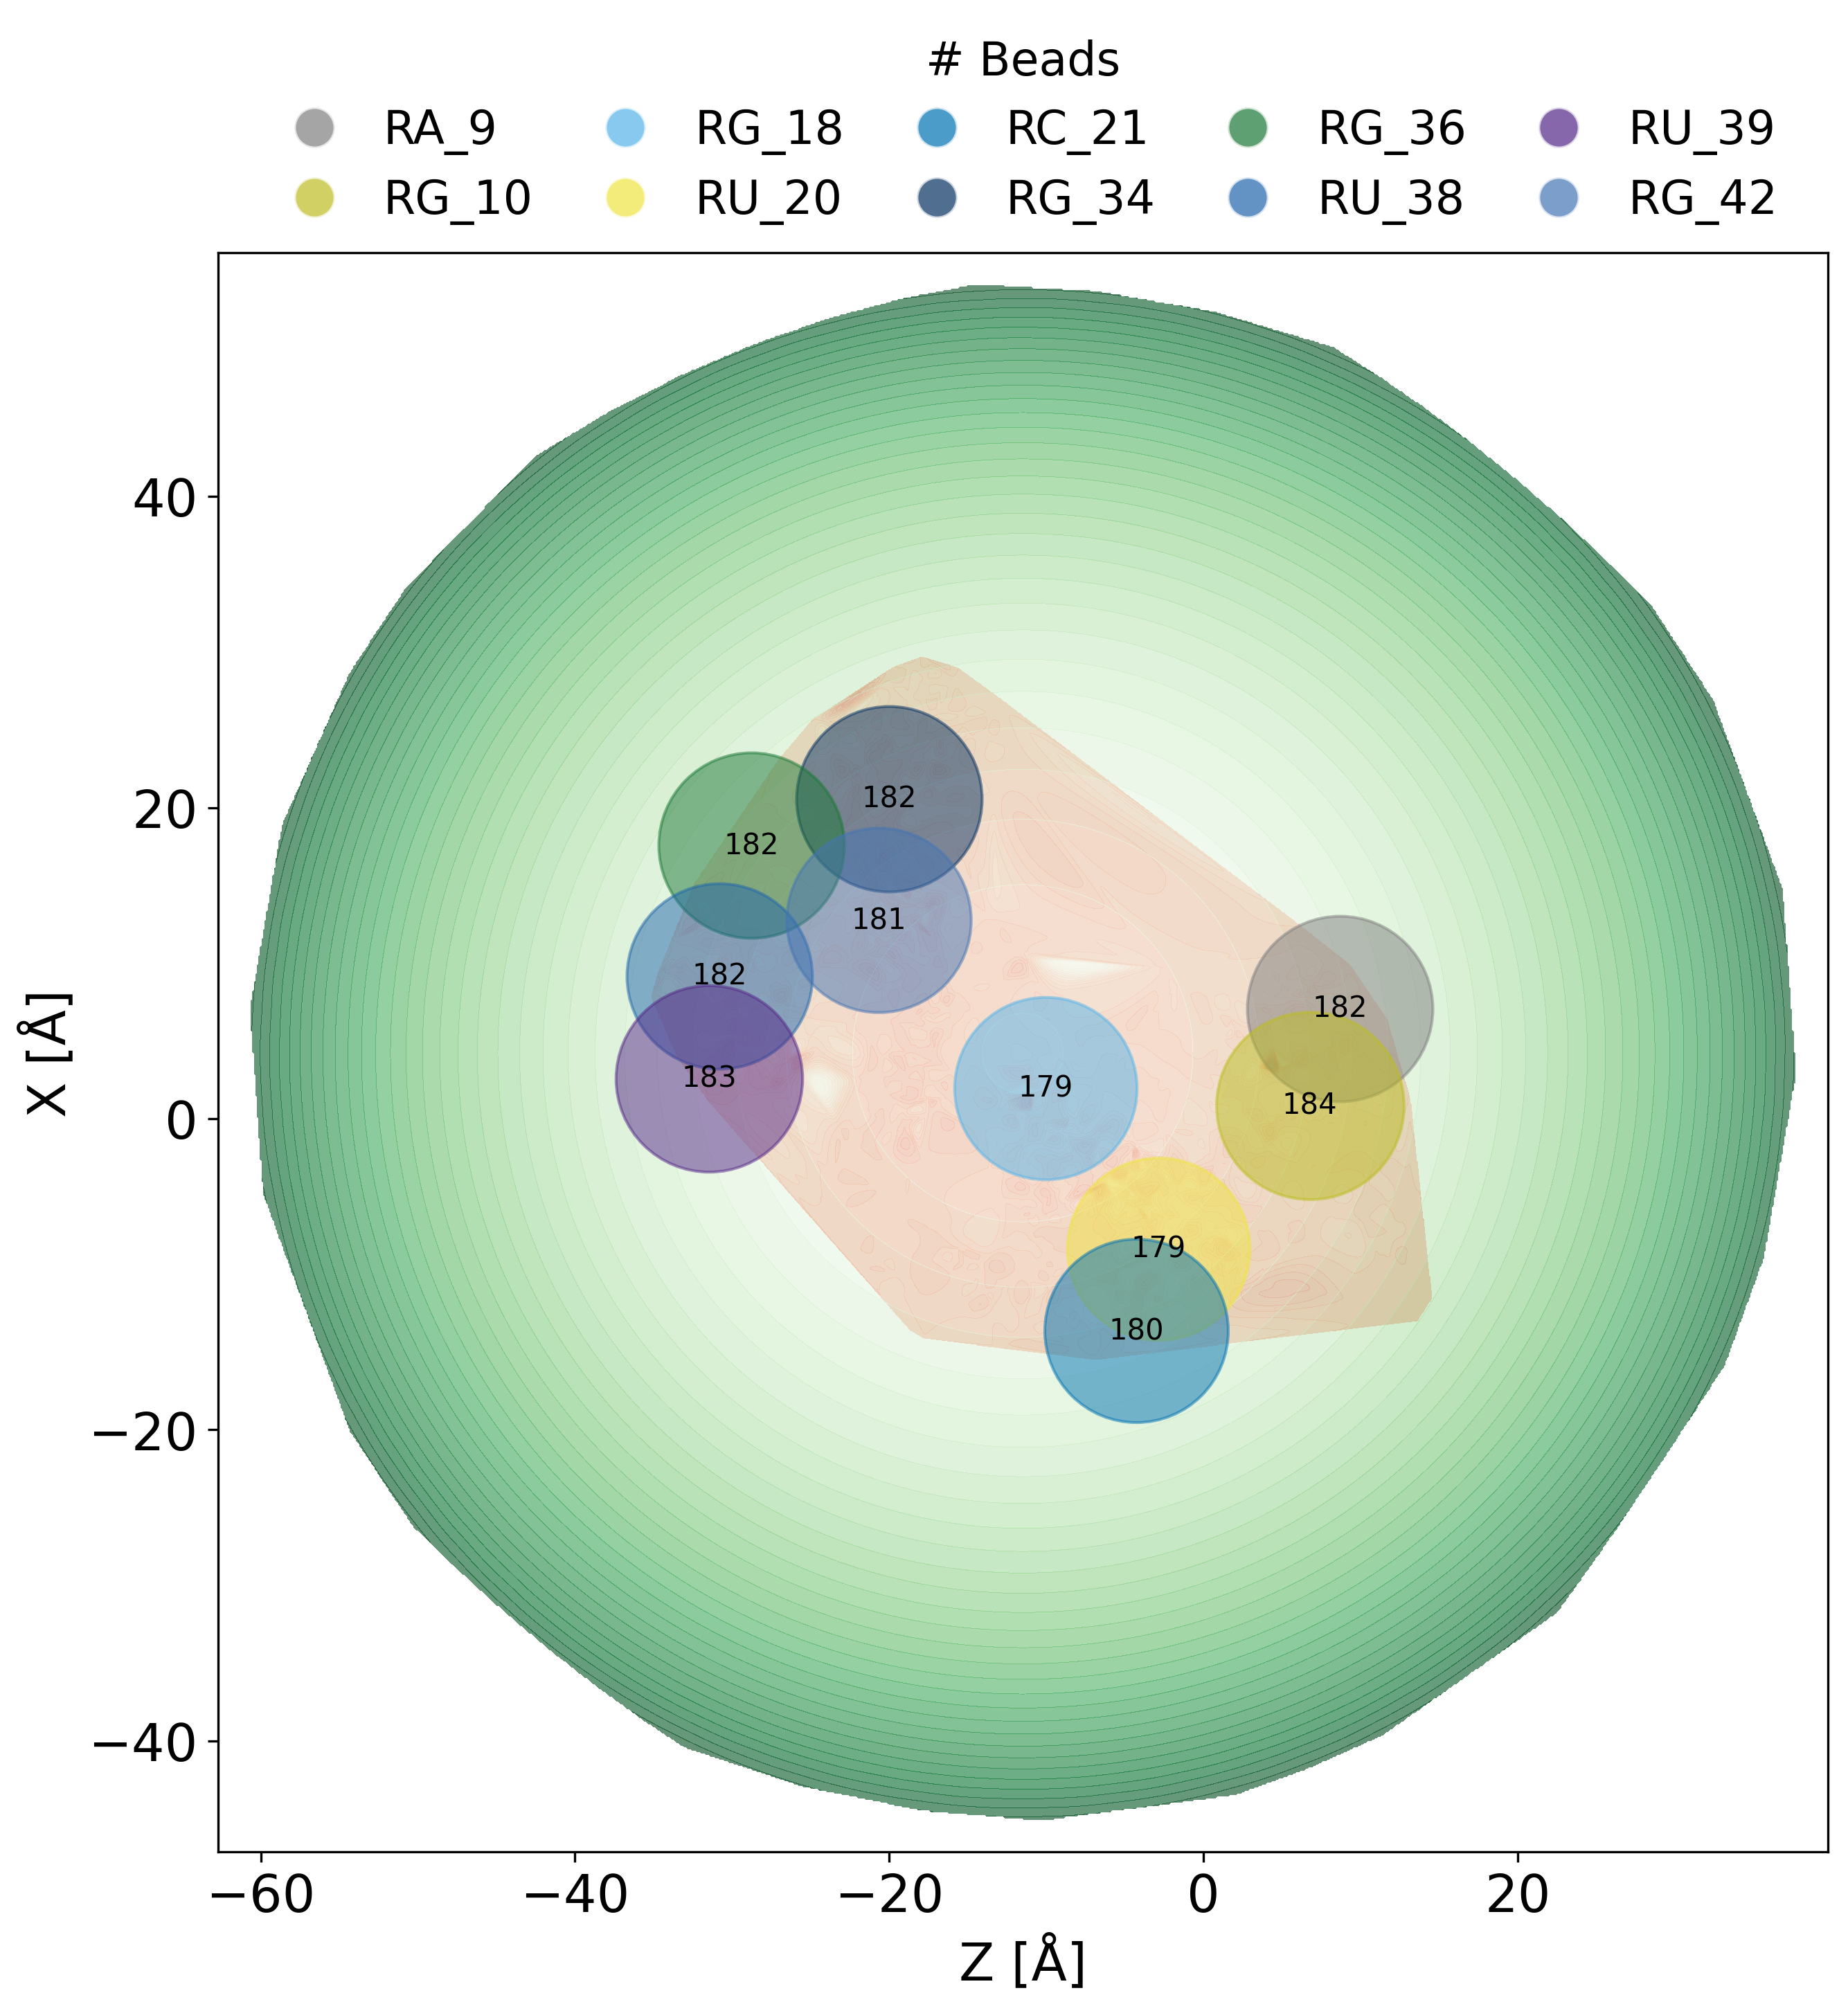 # Beads
RA_9 RG_18 RC_21 RG_36 RU_39
RG_10 RU_20 RG_34 RU_38 RG_42
40
20
0
−20
−40
X [Å]
182
182
181
182
182
183
179
184
179
180
−60 −40 −20 0 20
Z [Å]